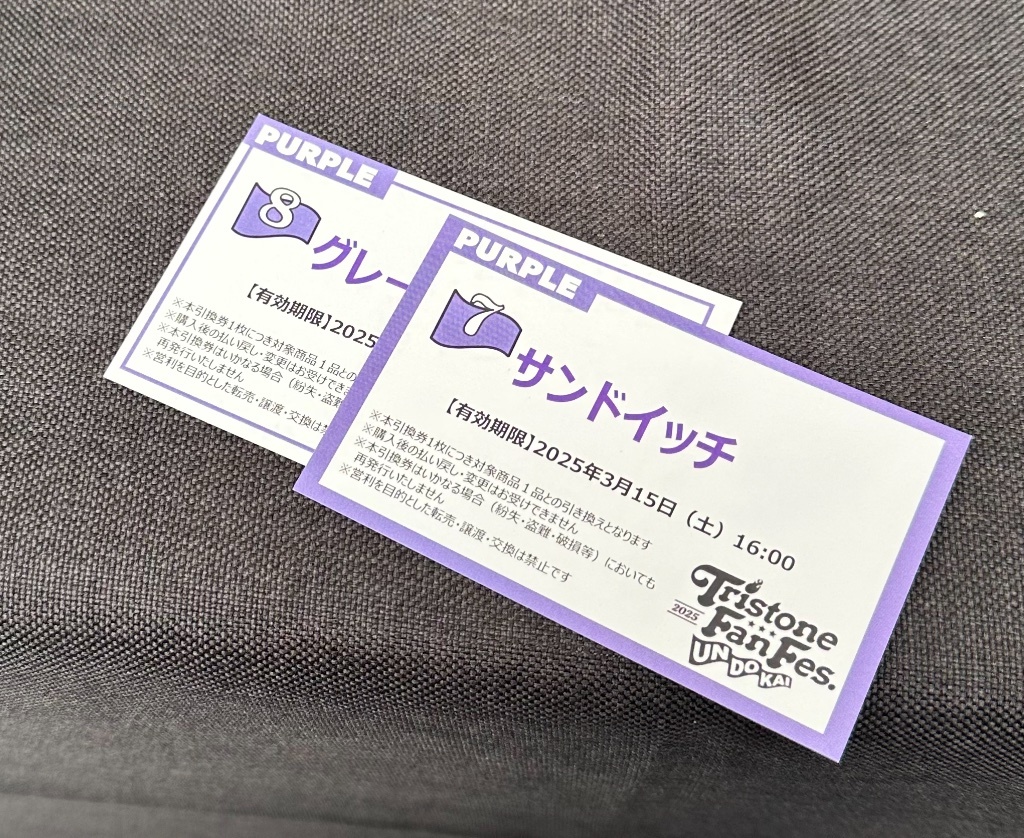 PURPLE
8
グレー
【有効期限】2025
※本引換券1枚につき対象商品1品との
※購入後の払い戻し・変更はお受けでき
※本引換券はいかなる場合（紛失・盗難
再発行いたしません
※営利を目的とした転売・譲渡・交換は
PURPLE
7
サンドイッチ
【有効期限】2025年3月15日（土）16:00
※本引換券1枚につき対象商品1品との引き換えとなります
※購入後の払い戻し・変更はお受けできません
※本引換券はいかなる場合（紛失・盗難・破損等）においても
再発行いたしません
※営利を目的とした転売・譲渡・交換は禁止です
Tristone
2025
FanFes.
UNDOKAI